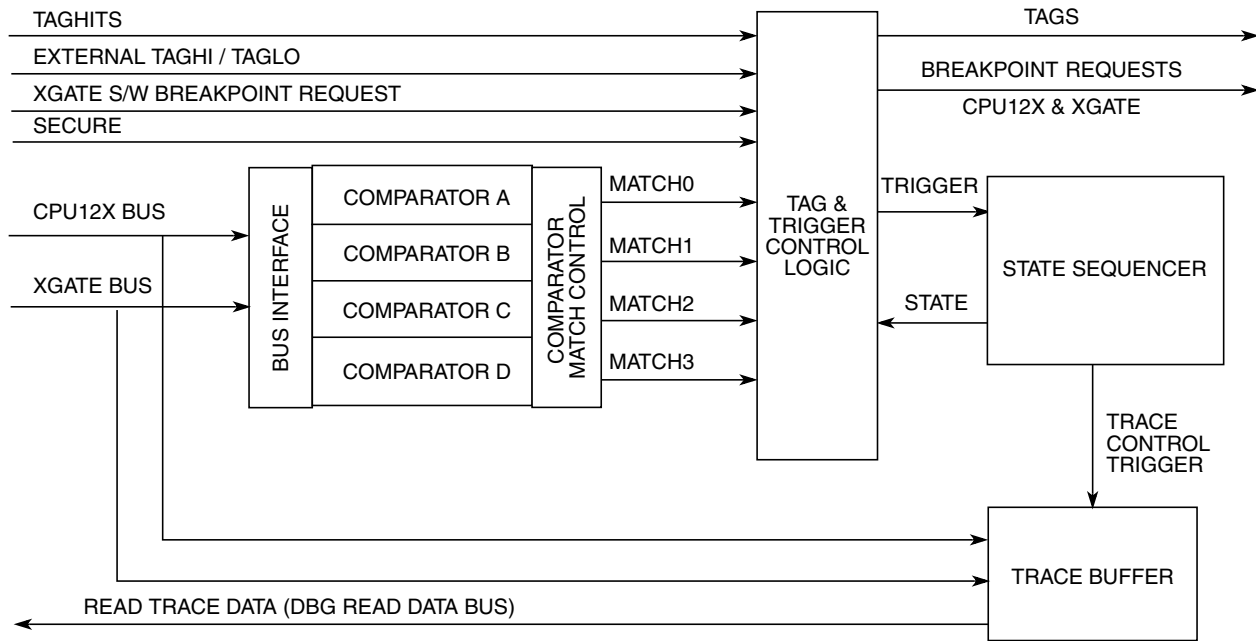 TAGHITS
TAGS
EXTERNAL TAGHI / TAGLO
BREAKPOINT REQUESTS
XGATE S/W BREAKPOINT REQUEST
CPU12X & XGATE
SECURE
CPU12X BUS
XGATE BUS
BUS INTERFACE
COMPARATOR A
COMPARATOR B
COMPARATOR C
COMPARATOR D
COMPARATOR
MATCH CONTROL
MATCH0
MATCH1
MATCH2
MATCH3
TAG &
TRIGGER
CONTROL
LOGIC
TRIGGER
STATE
STATE SEQUENCER
TRACE
CONTROL
TRIGGER
TRACE BUFFER
READ TRACE DATA (DBG READ DATA BUS)